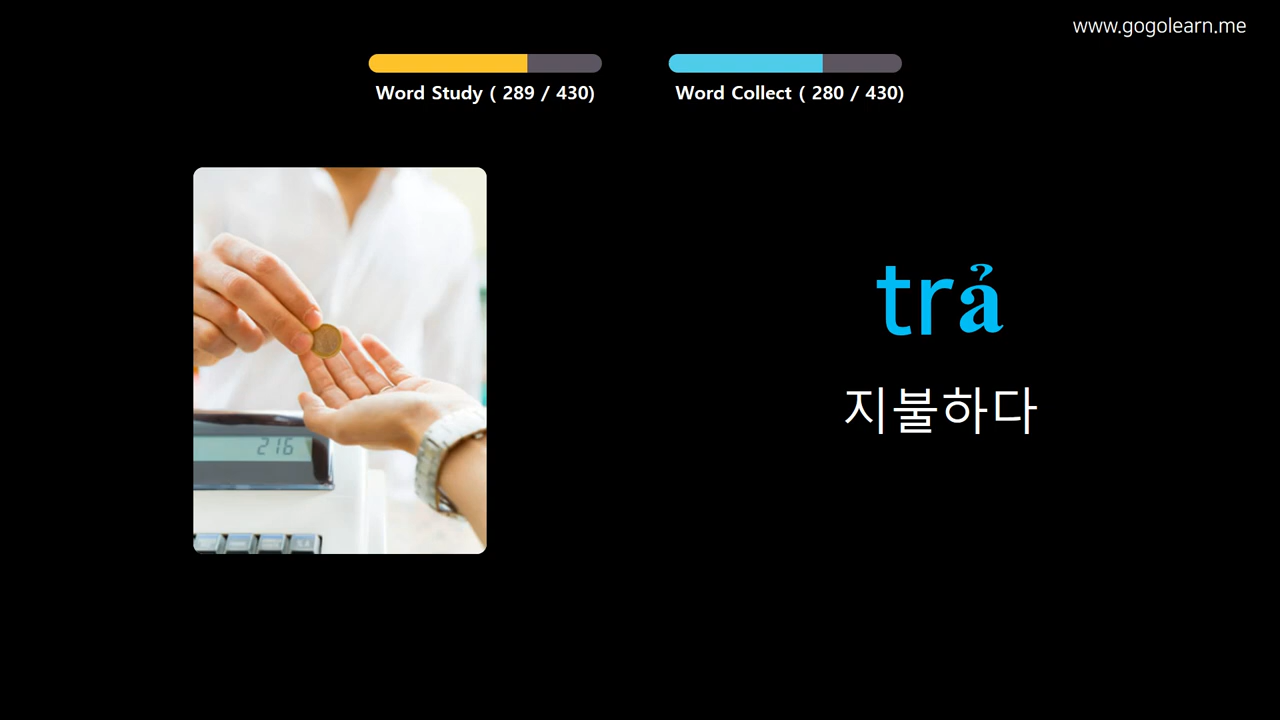 www.gogolearn.me
Word Study ( 289 / 430)
Word Collect ( 280 / 430)
trả
지불하다
216